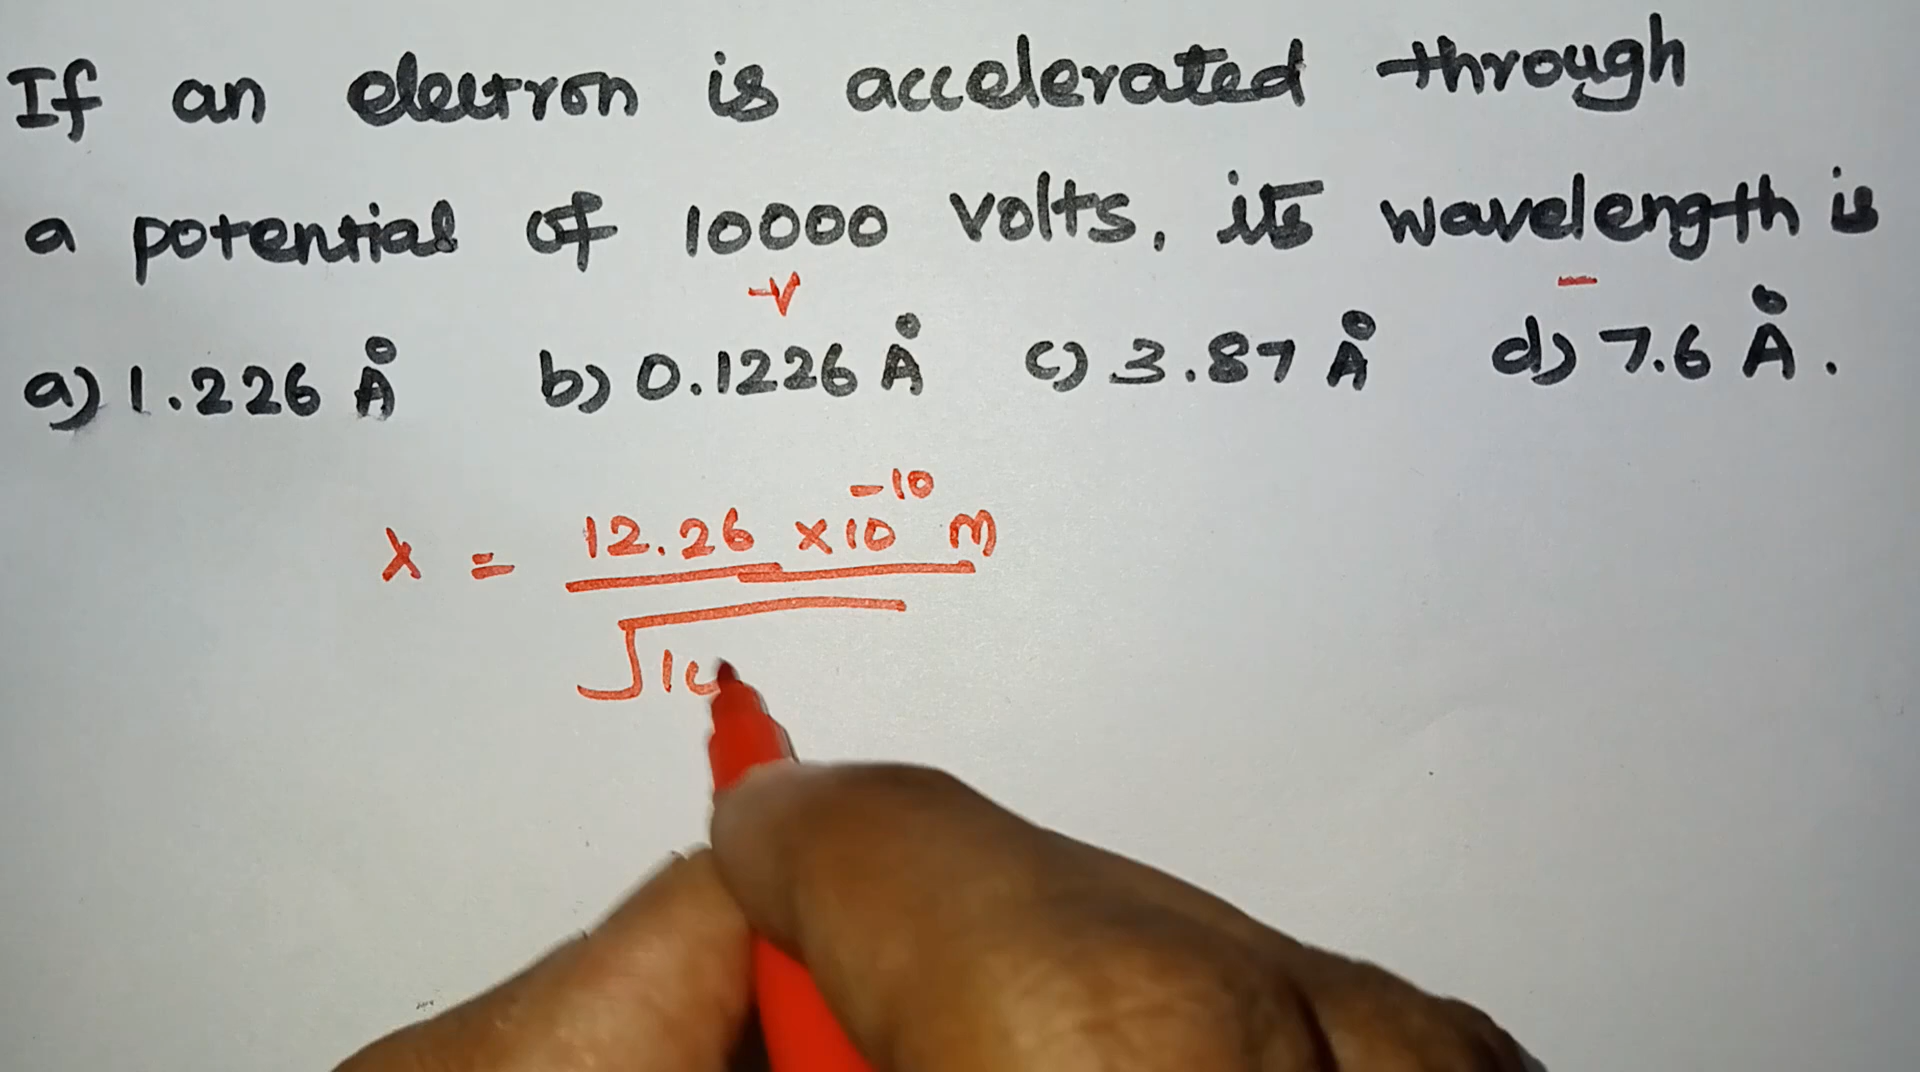 If an electron is accelerated through
a potential of 10000 volts, its wavelength is
V
a) 1.226 Å b) 0.1226 Å c) 3.87 Å d) 7.6 Å.
λ = 12.26 × 10⁻¹⁰ m
√10